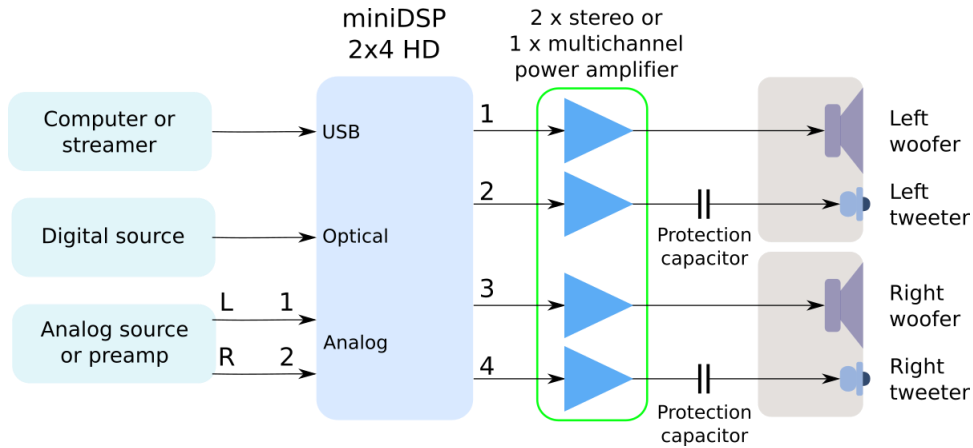 miniDSP
2x4 HD
2 x stereo or
1 x multichannel
power amplifier
Computer or
streamer
USB
1
Left
woofer
Digital source
Optical
2
Protection
capacitor
Left
tweeter
Analog source
or preamp
L 1
R 2
Analog
3
Right
woofer
4
Protection
capacitor
Right
tweeter